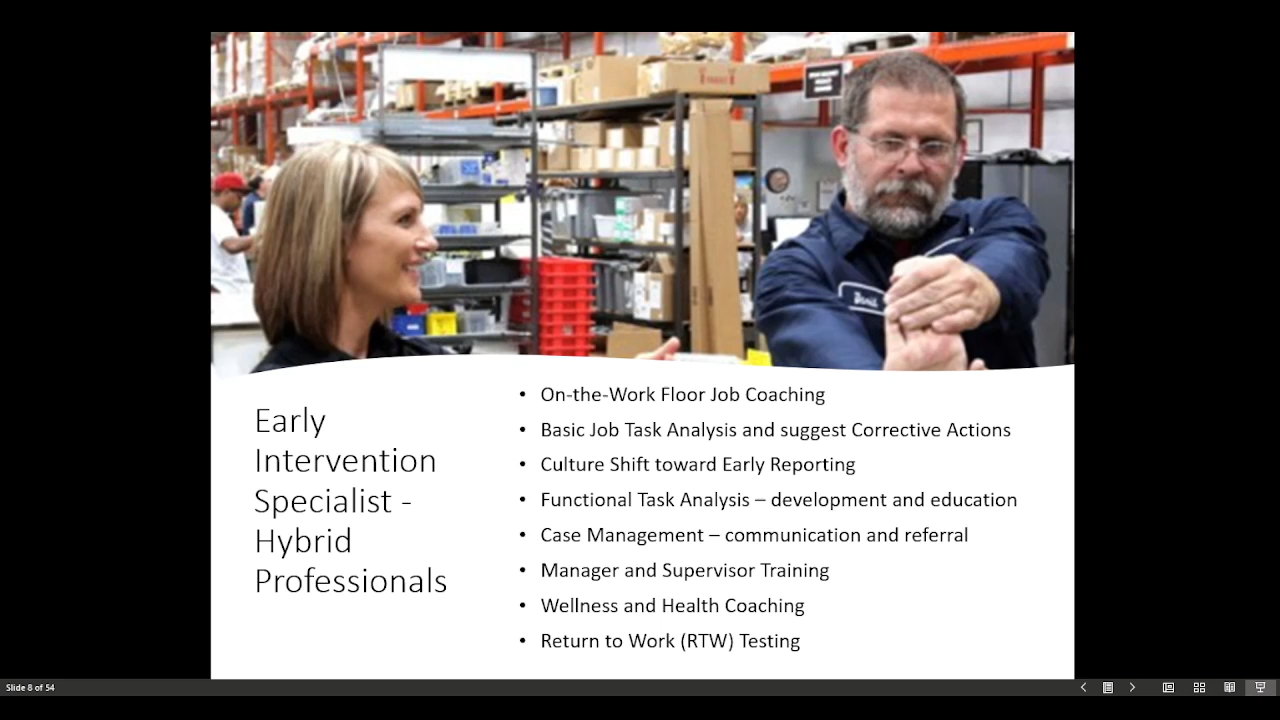 Early
Intervention
Specialist -
Hybrid
Professionals
• On-the-Work Floor Job Coaching
• Basic Job Task Analysis and suggest Corrective Actions
• Culture Shift toward Early Reporting
• Functional Task Analysis – development and education
• Case Management – communication and referral
• Manager and Supervisor Training
• Wellness and Health Coaching
• Return to Work (RTW) Testing
Slide 8 of 54